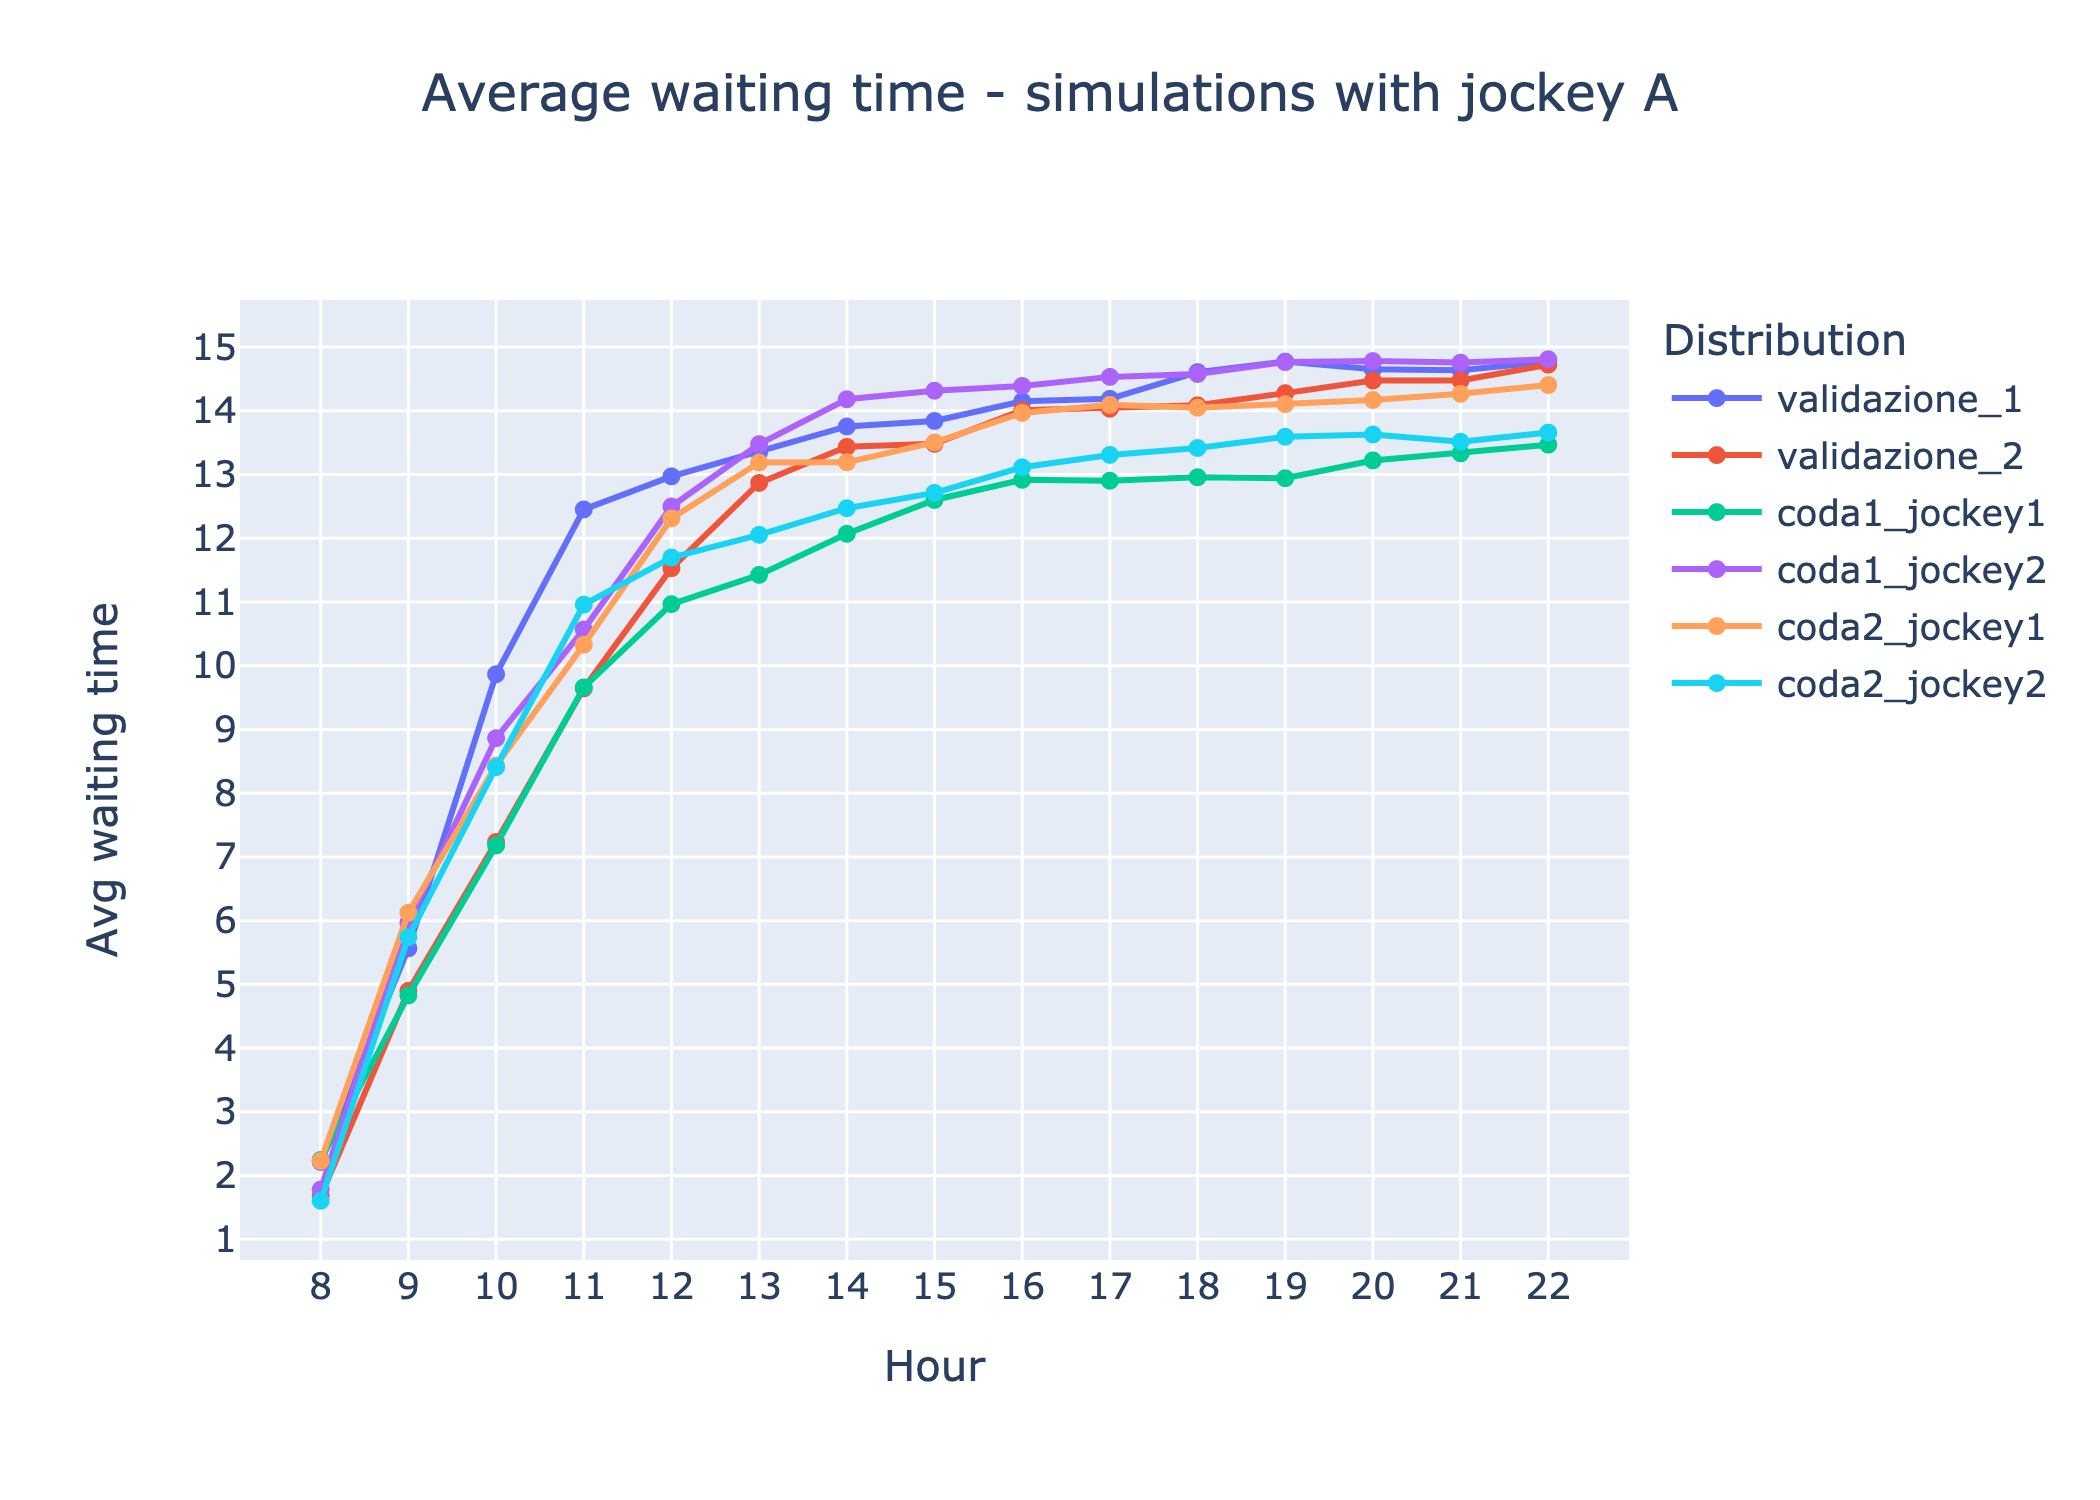 Average waiting time - simulations with jockey A
Distribution
validazione_1
validazione_2
coda1_jockey1
coda1_jockey2
coda2_jockey1
coda2_jockey2
Avg waiting time
15
14
13
12
11
10
9
8
7
6
5
4
3
2
1
8 9 10 11 12 13 14 15 16 17 18 19 20 21 22
Hour